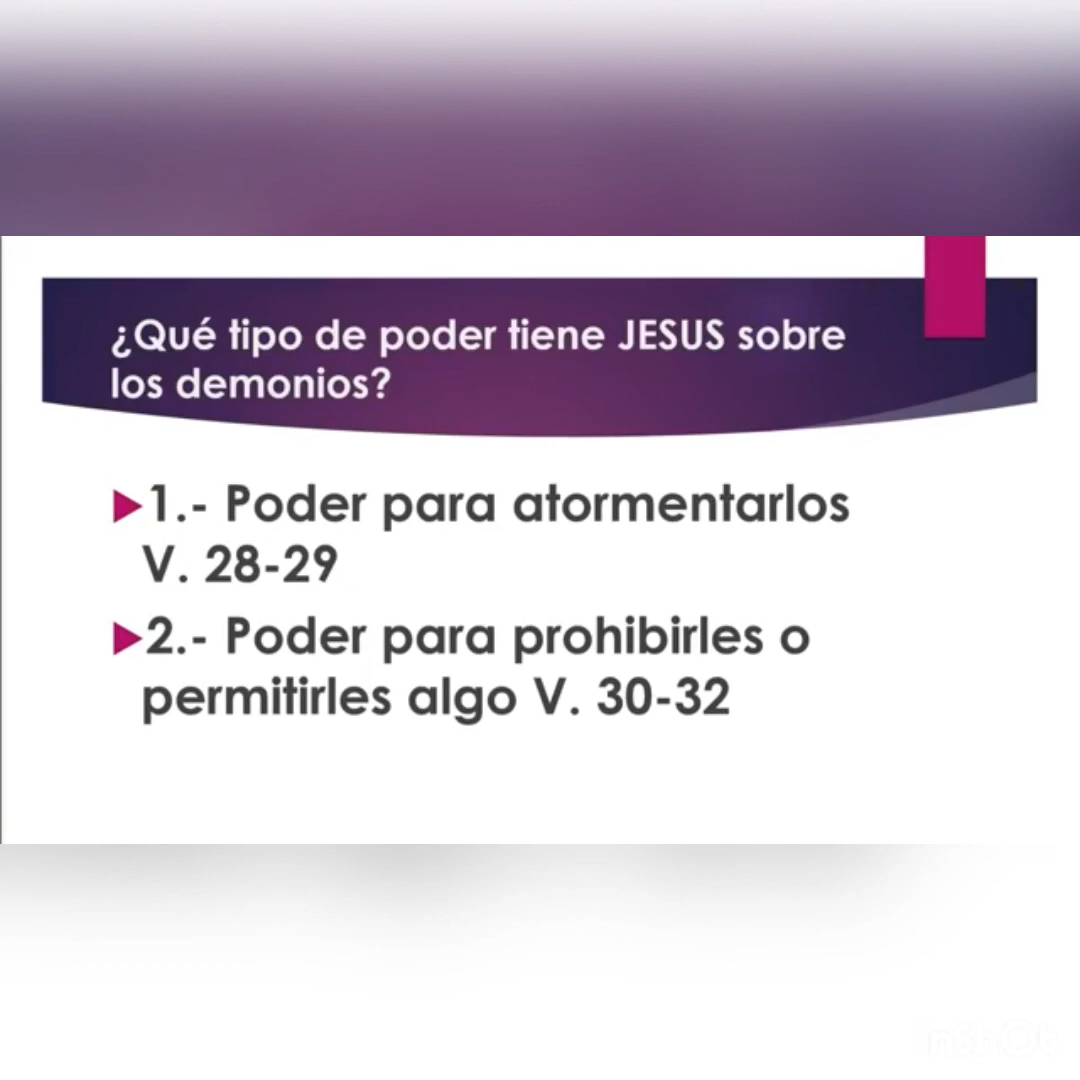 ¿Qué tipo de poder tiene JESUS sobre
los demonios?
1.- Poder para atormentarlos
V. 28-29
2.- Poder para prohibirles o
permitirles algo V. 30-32